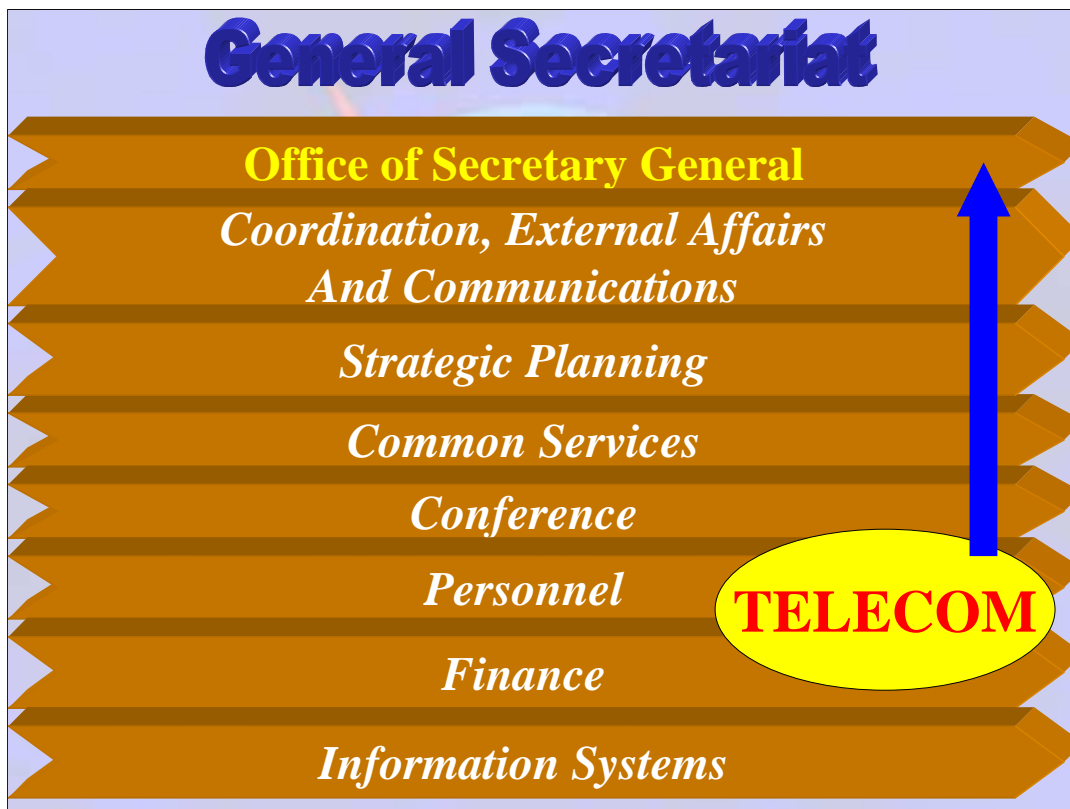 General Secretariat
Office of Secretary General
Coordination, External Affairs
And Communications
Strategic Planning
Common Services
Conference
Personnel
TELECOM
Finance
Information Systems